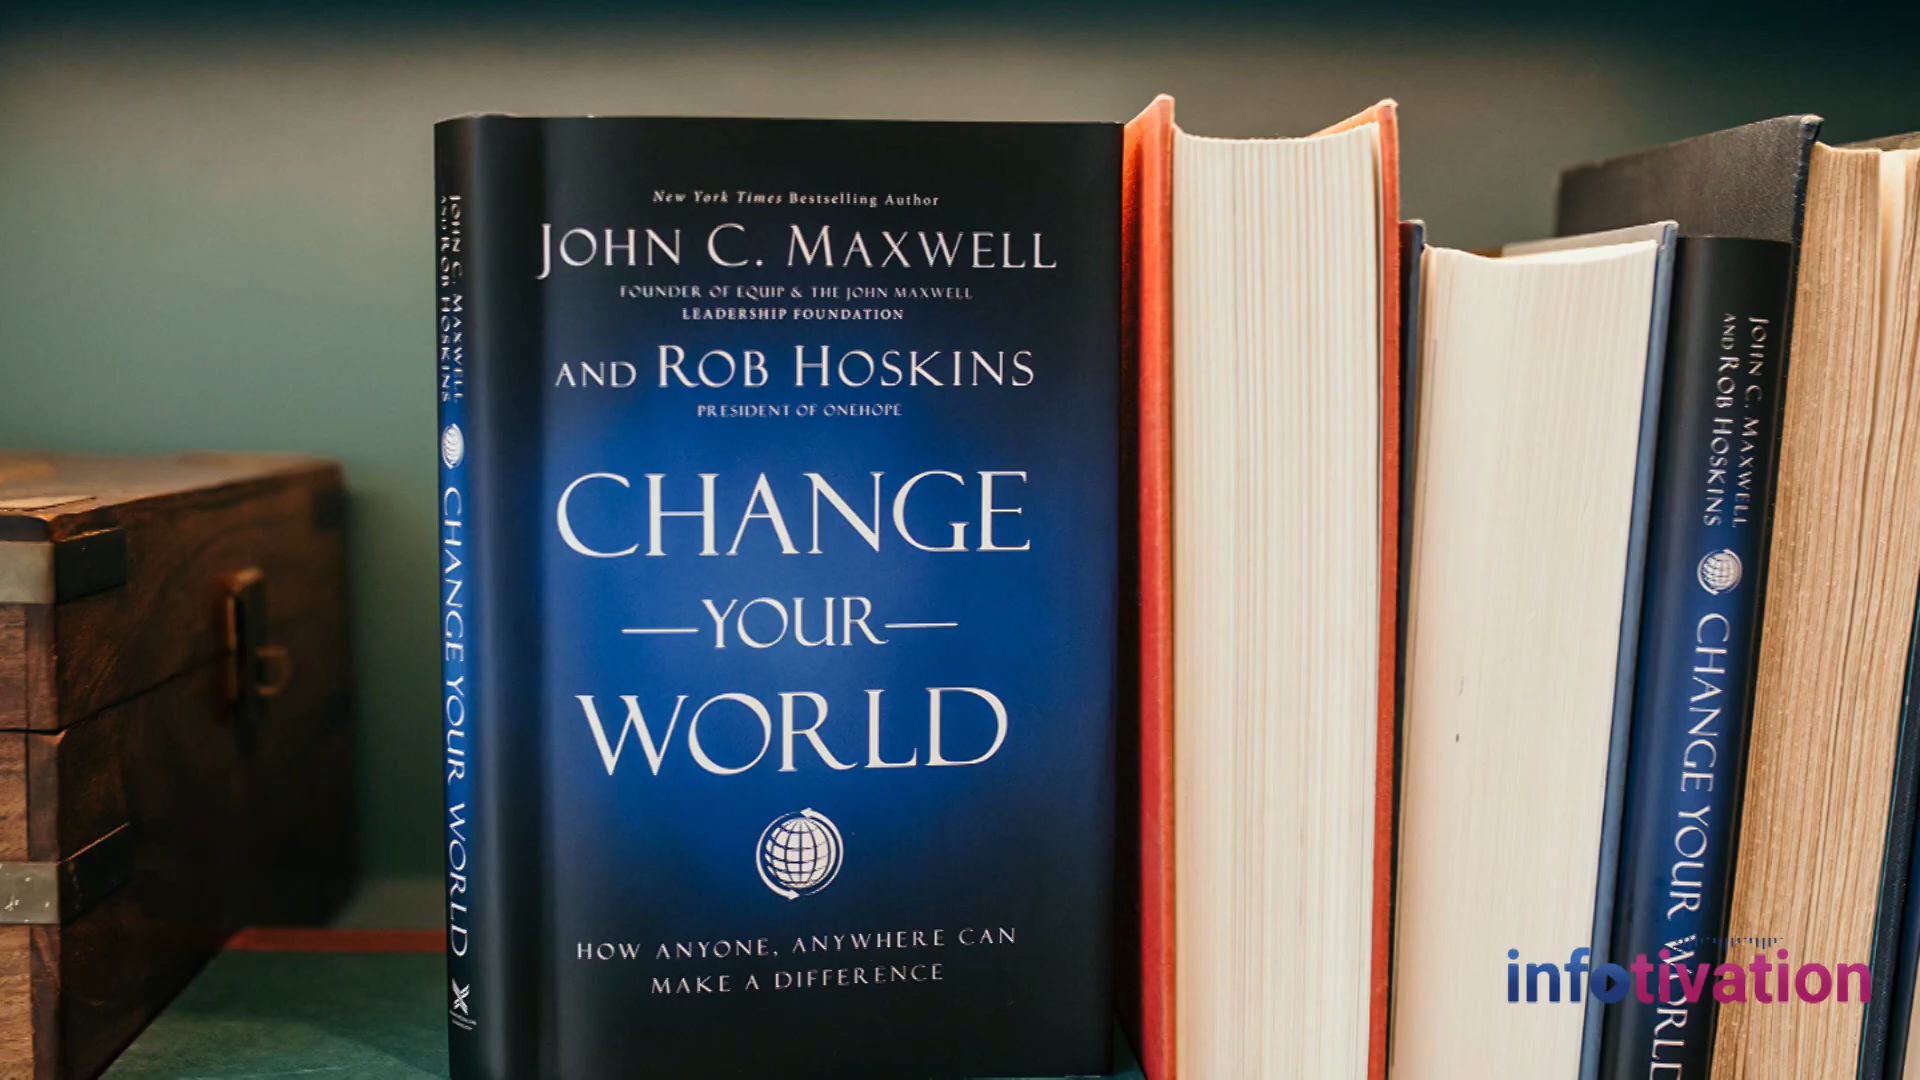 New York Times Bestselling Author
JOHN C. MAXWELL
FOUNDER OF EQUIP & THE JOHN MAXWELL
LEADERSHIP FOUNDATION
AND ROB HOSKINS
PRESIDENT OF ONEHOPE
CHANGE
—YOUR—
WORLD
HOW ANYONE, ANYWHERE CAN
MAKE A DIFFERENCE
JOHN C. MAXWELL
AND ROB HOSKINS
CHANGE YOUR WORLD
JOHN C. MAXWELL
AND ROB HOSKINS
CHANGE YOUR WORLD
infotivation